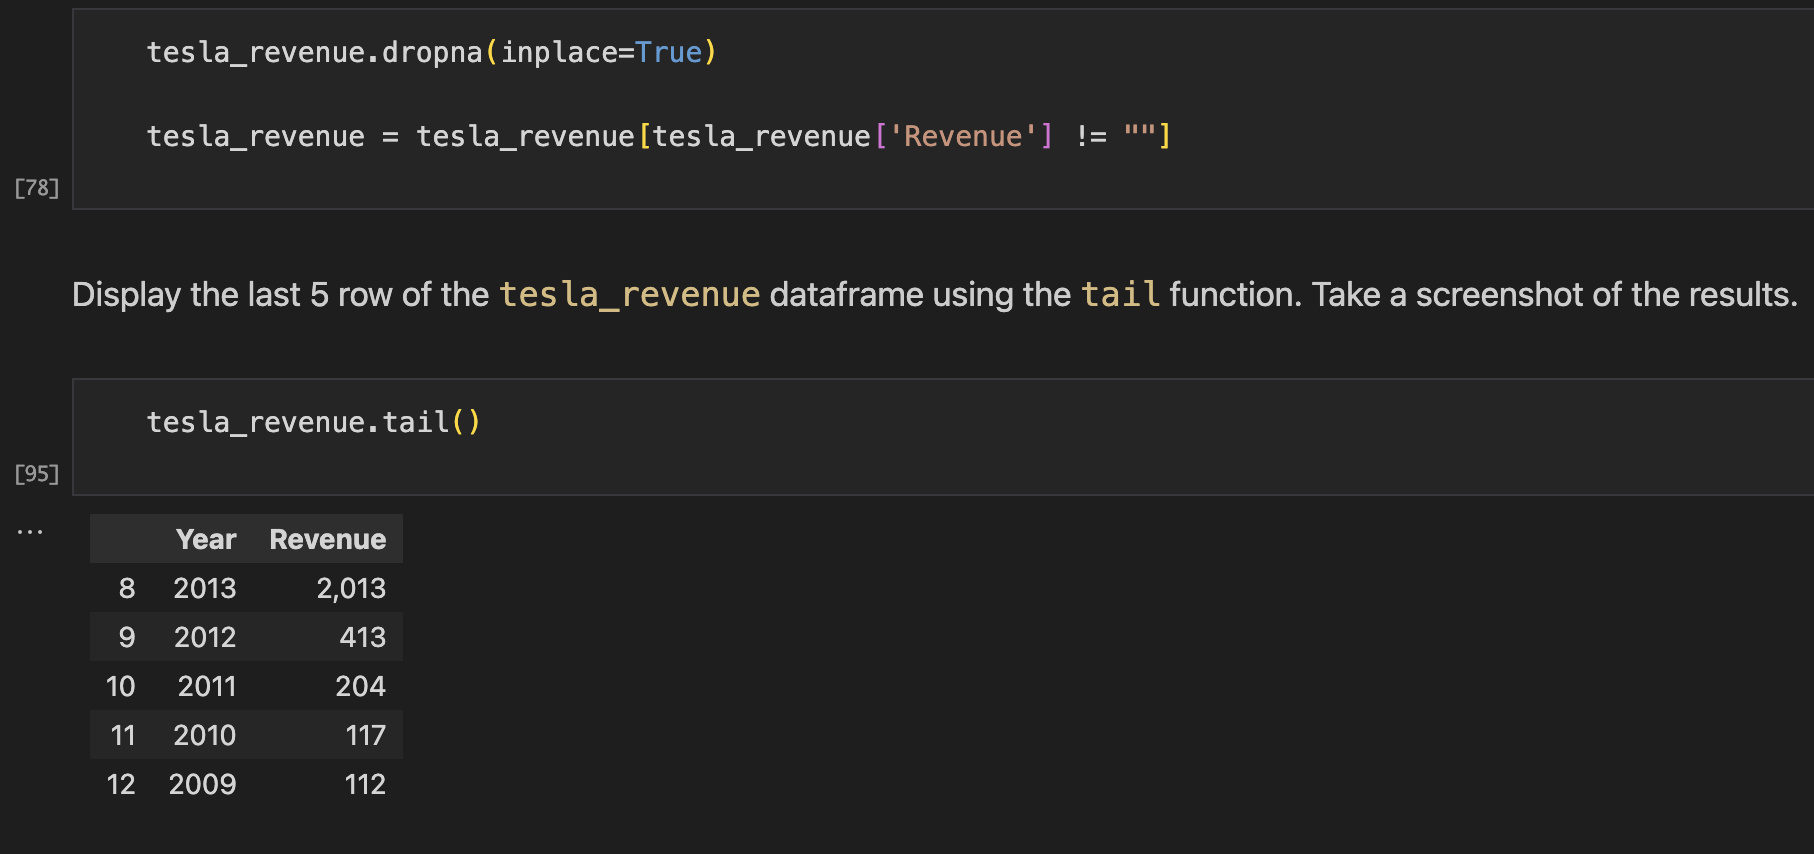 tesla_revenue.dropna(inplace=True)
tesla_revenue = tesla_revenue[tesla_revenue['Revenue'] != ""]
[78]
Display the last 5 row of the tesla_revenue dataframe using the tail function. Take a screenshot of the results.
tesla_revenue.tail()
[95]
...
Year Revenue
8 2013 2,013
9 2012 413
10 2011 204
11 2010 117
12 2009 112